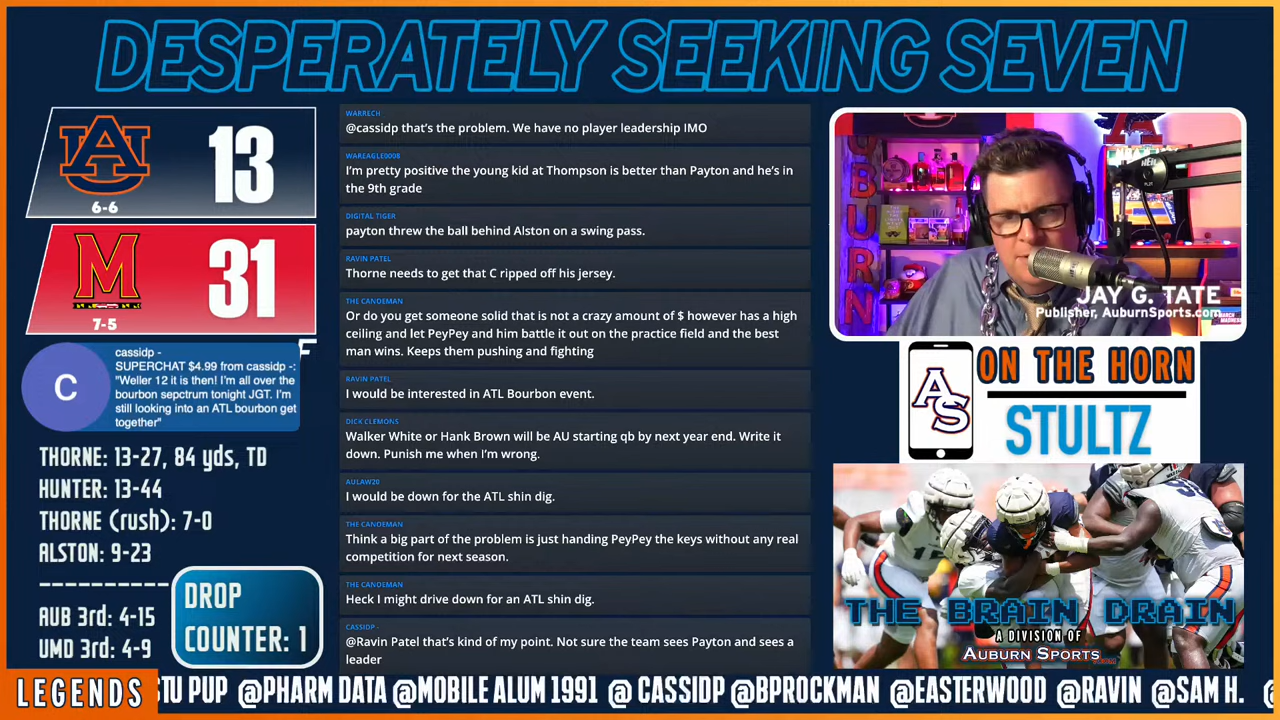 DESPERATELY SEEKING SEVEN
13
6-6
31
7-5
cassidp -
SUPERCHAT $4.99 from cassidp -:
"Weller 12 it is then! I'm all over the
bourbon sepctrum tonight JGT. I'm
still looking into an ATL bourbon get
together"
C
THORNE: 13-27, 84 yds, TD
HUNTER: 13-44
THORNE (rush): 7-0
ALSTON: 9-23
----------
AUB 3rd: 4-15
UMD 3rd: 4-9
DROP
COUNTER: 1
WARRECH
@cassidp that's the problem. We have no player leadership IMO
WAREAGLE0008
I'm pretty positive the young kid at Thompson is better than Payton and he's in
the 9th grade
DIGITAL TIGER
payton threw the ball behind Alston on a swing pass.
RAVIN PATEL
Thorne needs to get that C ripped off his jersey.
THE CANDEMAN
Or do you get someone solid that is not a crazy amount of $ however has a high
ceiling and let PeyPey and him battle it out on the practice field and the best
man wins. Keeps them pushing and fighting
RAVIN PATEL
I would be interested in ATL Bourbon event.
DICK CLEMONS
Walker White or Hank Brown will be AU starting qb by next year end. Write it
down. Punish me when I'm wrong.
AULAW20
I would be down for the ATL shin dig.
THE CANDEMAN
Think a big part of the problem is just handing PeyPey the keys without any real
competition for next season.
THE CANDEMAN
Heck I might drive down for an ATL shin dig.
CASSIDP -
@Ravin Patel that's kind of my point. Not sure the team sees Payton and sees a
leader
BURN
JAY G. TATE
Publisher, AuburnSports.com
AS
ON THE HORN
STULTZ
THE BRAIN DRAIN
A DIVISION OF
AUBURN SPORTS.com
LEGENDS
STU PUP @PHARM DATA @MOBILE ALUM 1991 @ CASSIDP @BPROCKMAN @EASTERWOOD @RAVIN @SAM H.